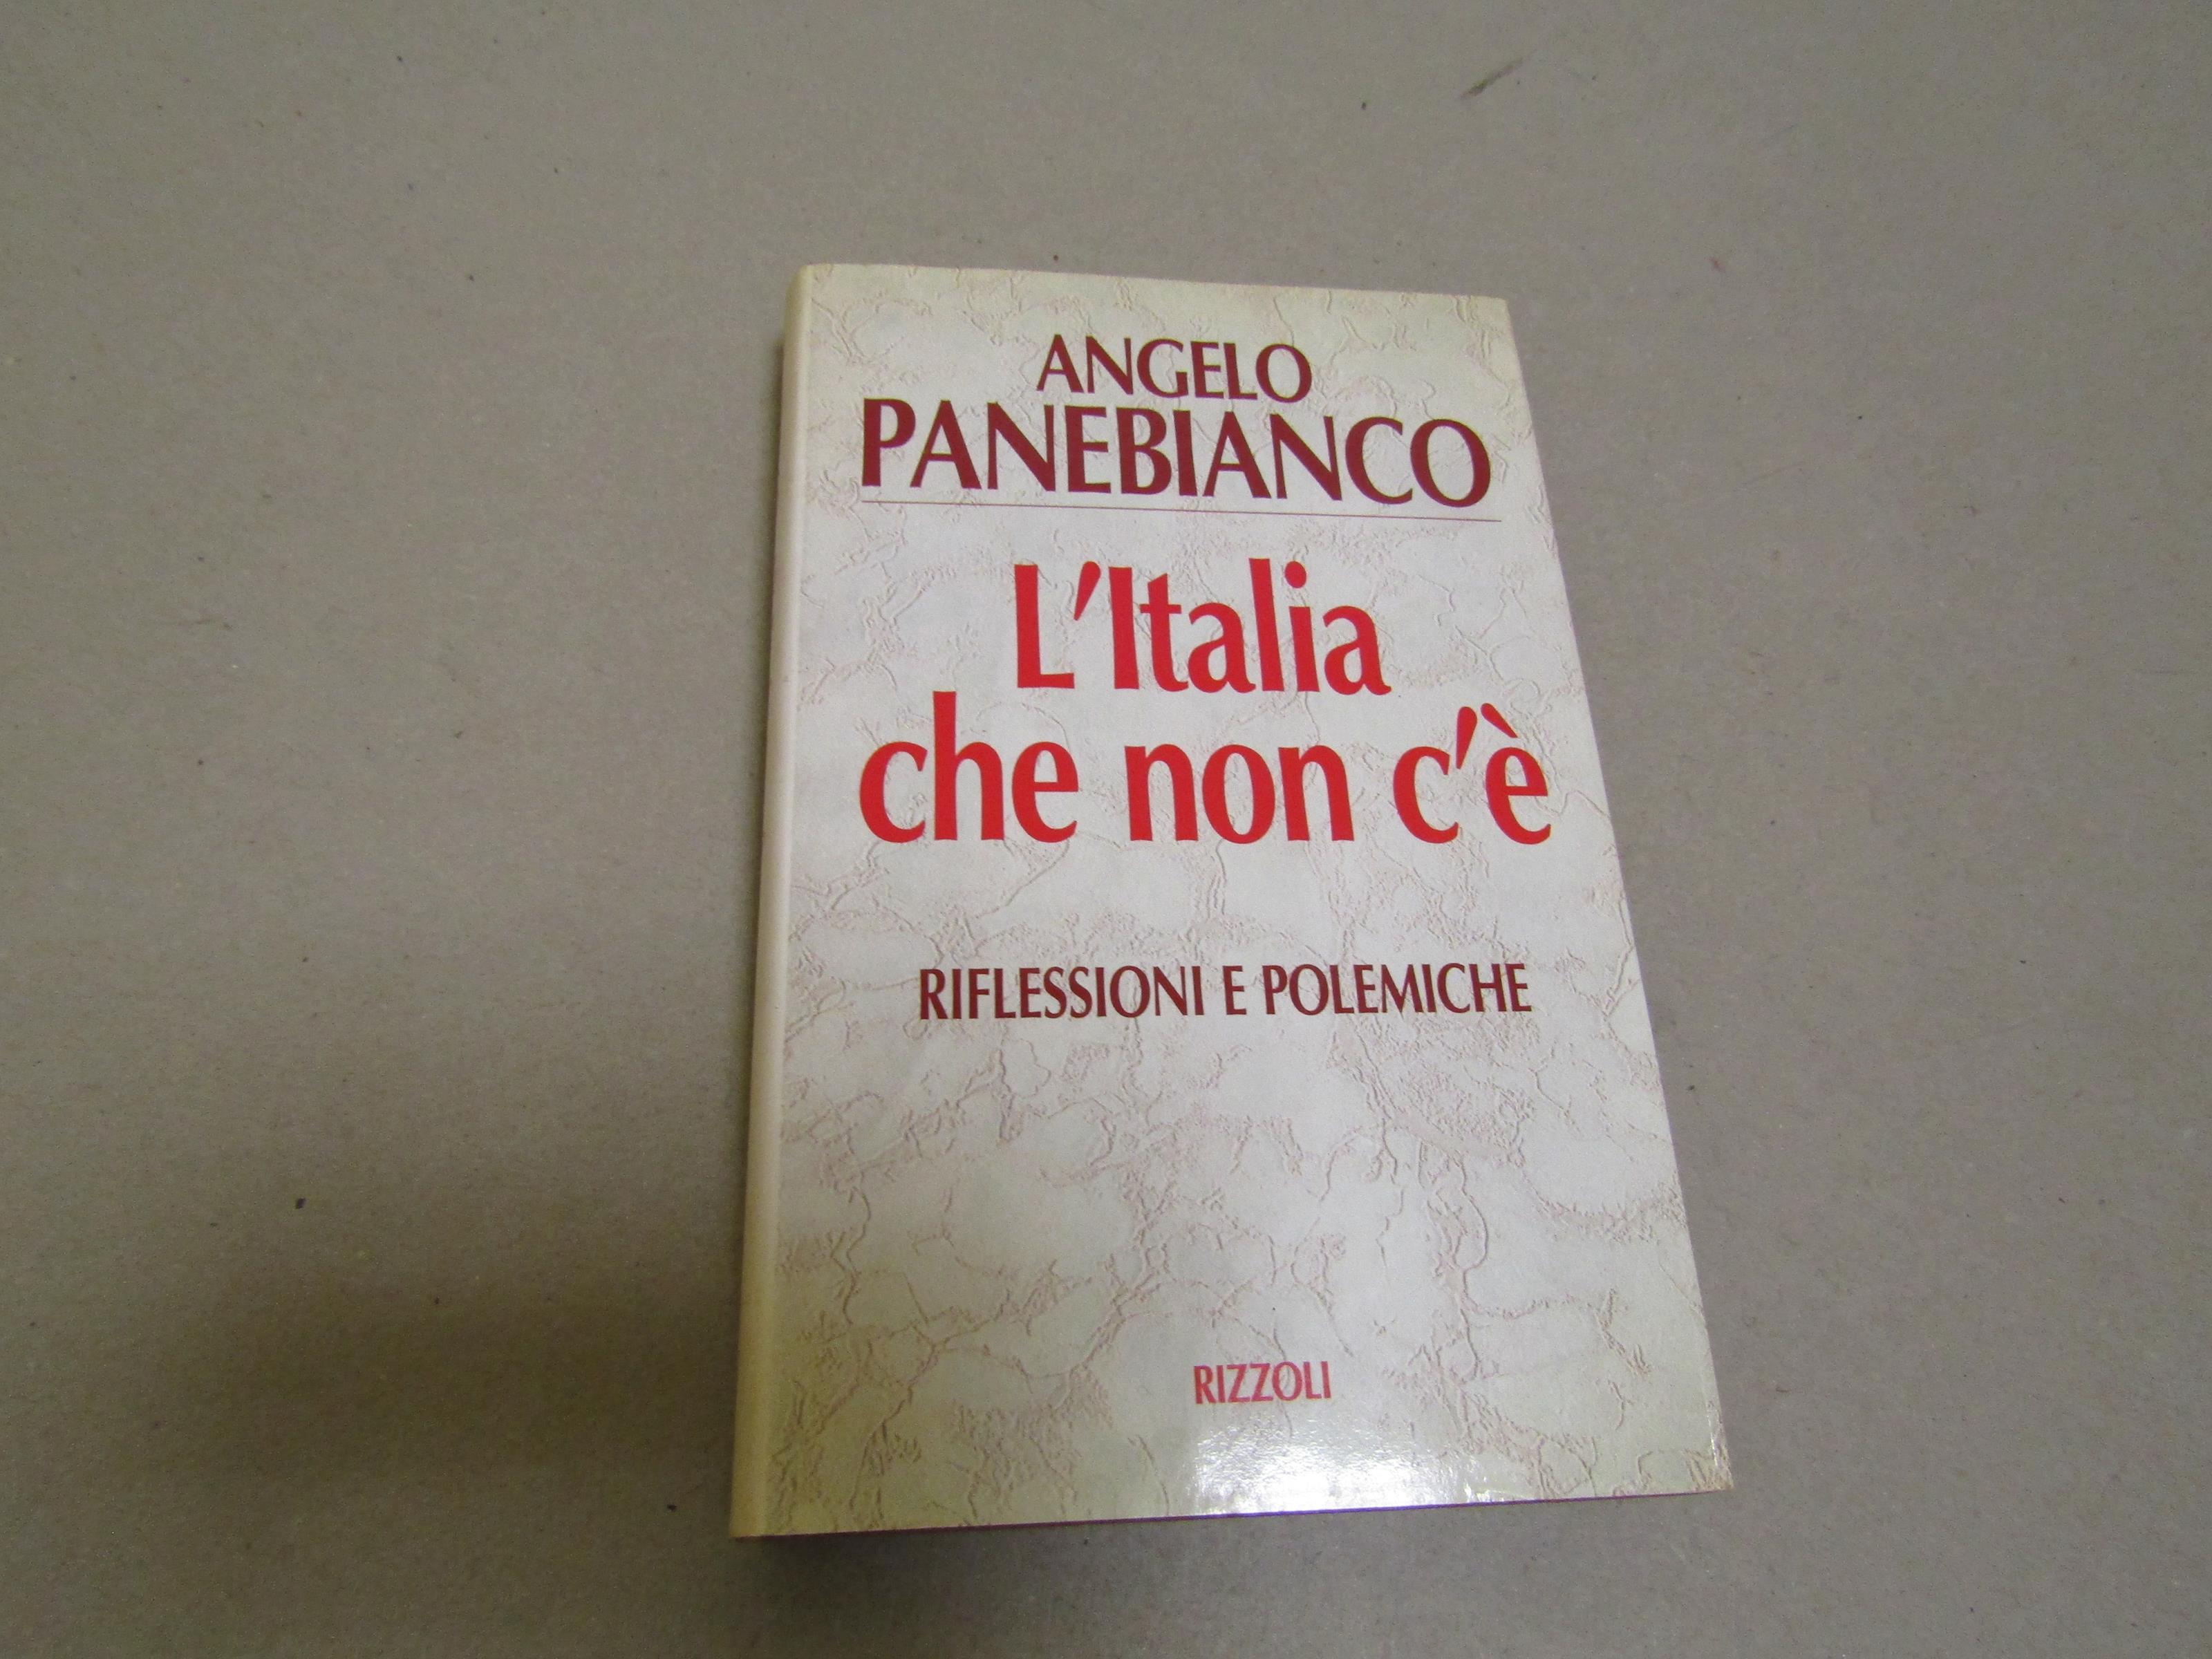 ANGELO
PANEBIANCO
L'Italia
che non c'è
RIFLESSIONI E POLEMICHE
RIZZOLI